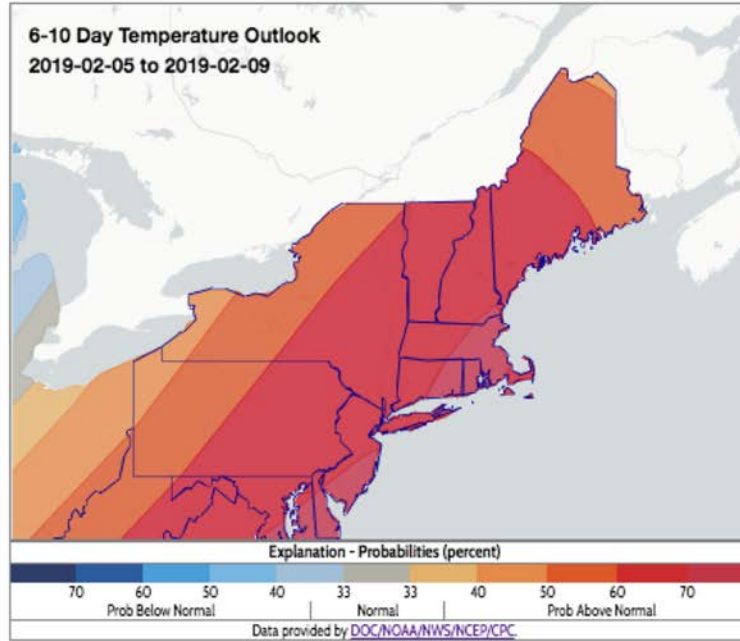 6-10 Day Temperature Outlook
2019-02-05 to 2019-02-09
Explanation - Probabilities (percent)
70 60 50 40 33 33 40 50 60 70
Prob Below Normal | Normal | Prob Above Normal
Data provided by DOC/NOAA/NWS/NCEP/CPC.